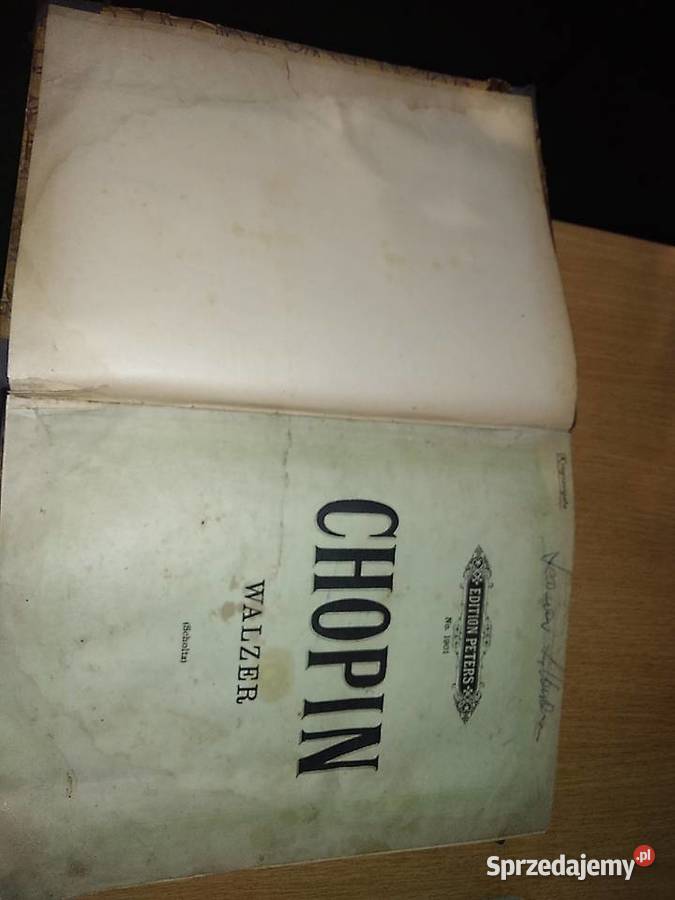 EDITION PETERS
No. 1901
CHOPIN
WALZER
(Scholtz)
Sprzedajemy.pl